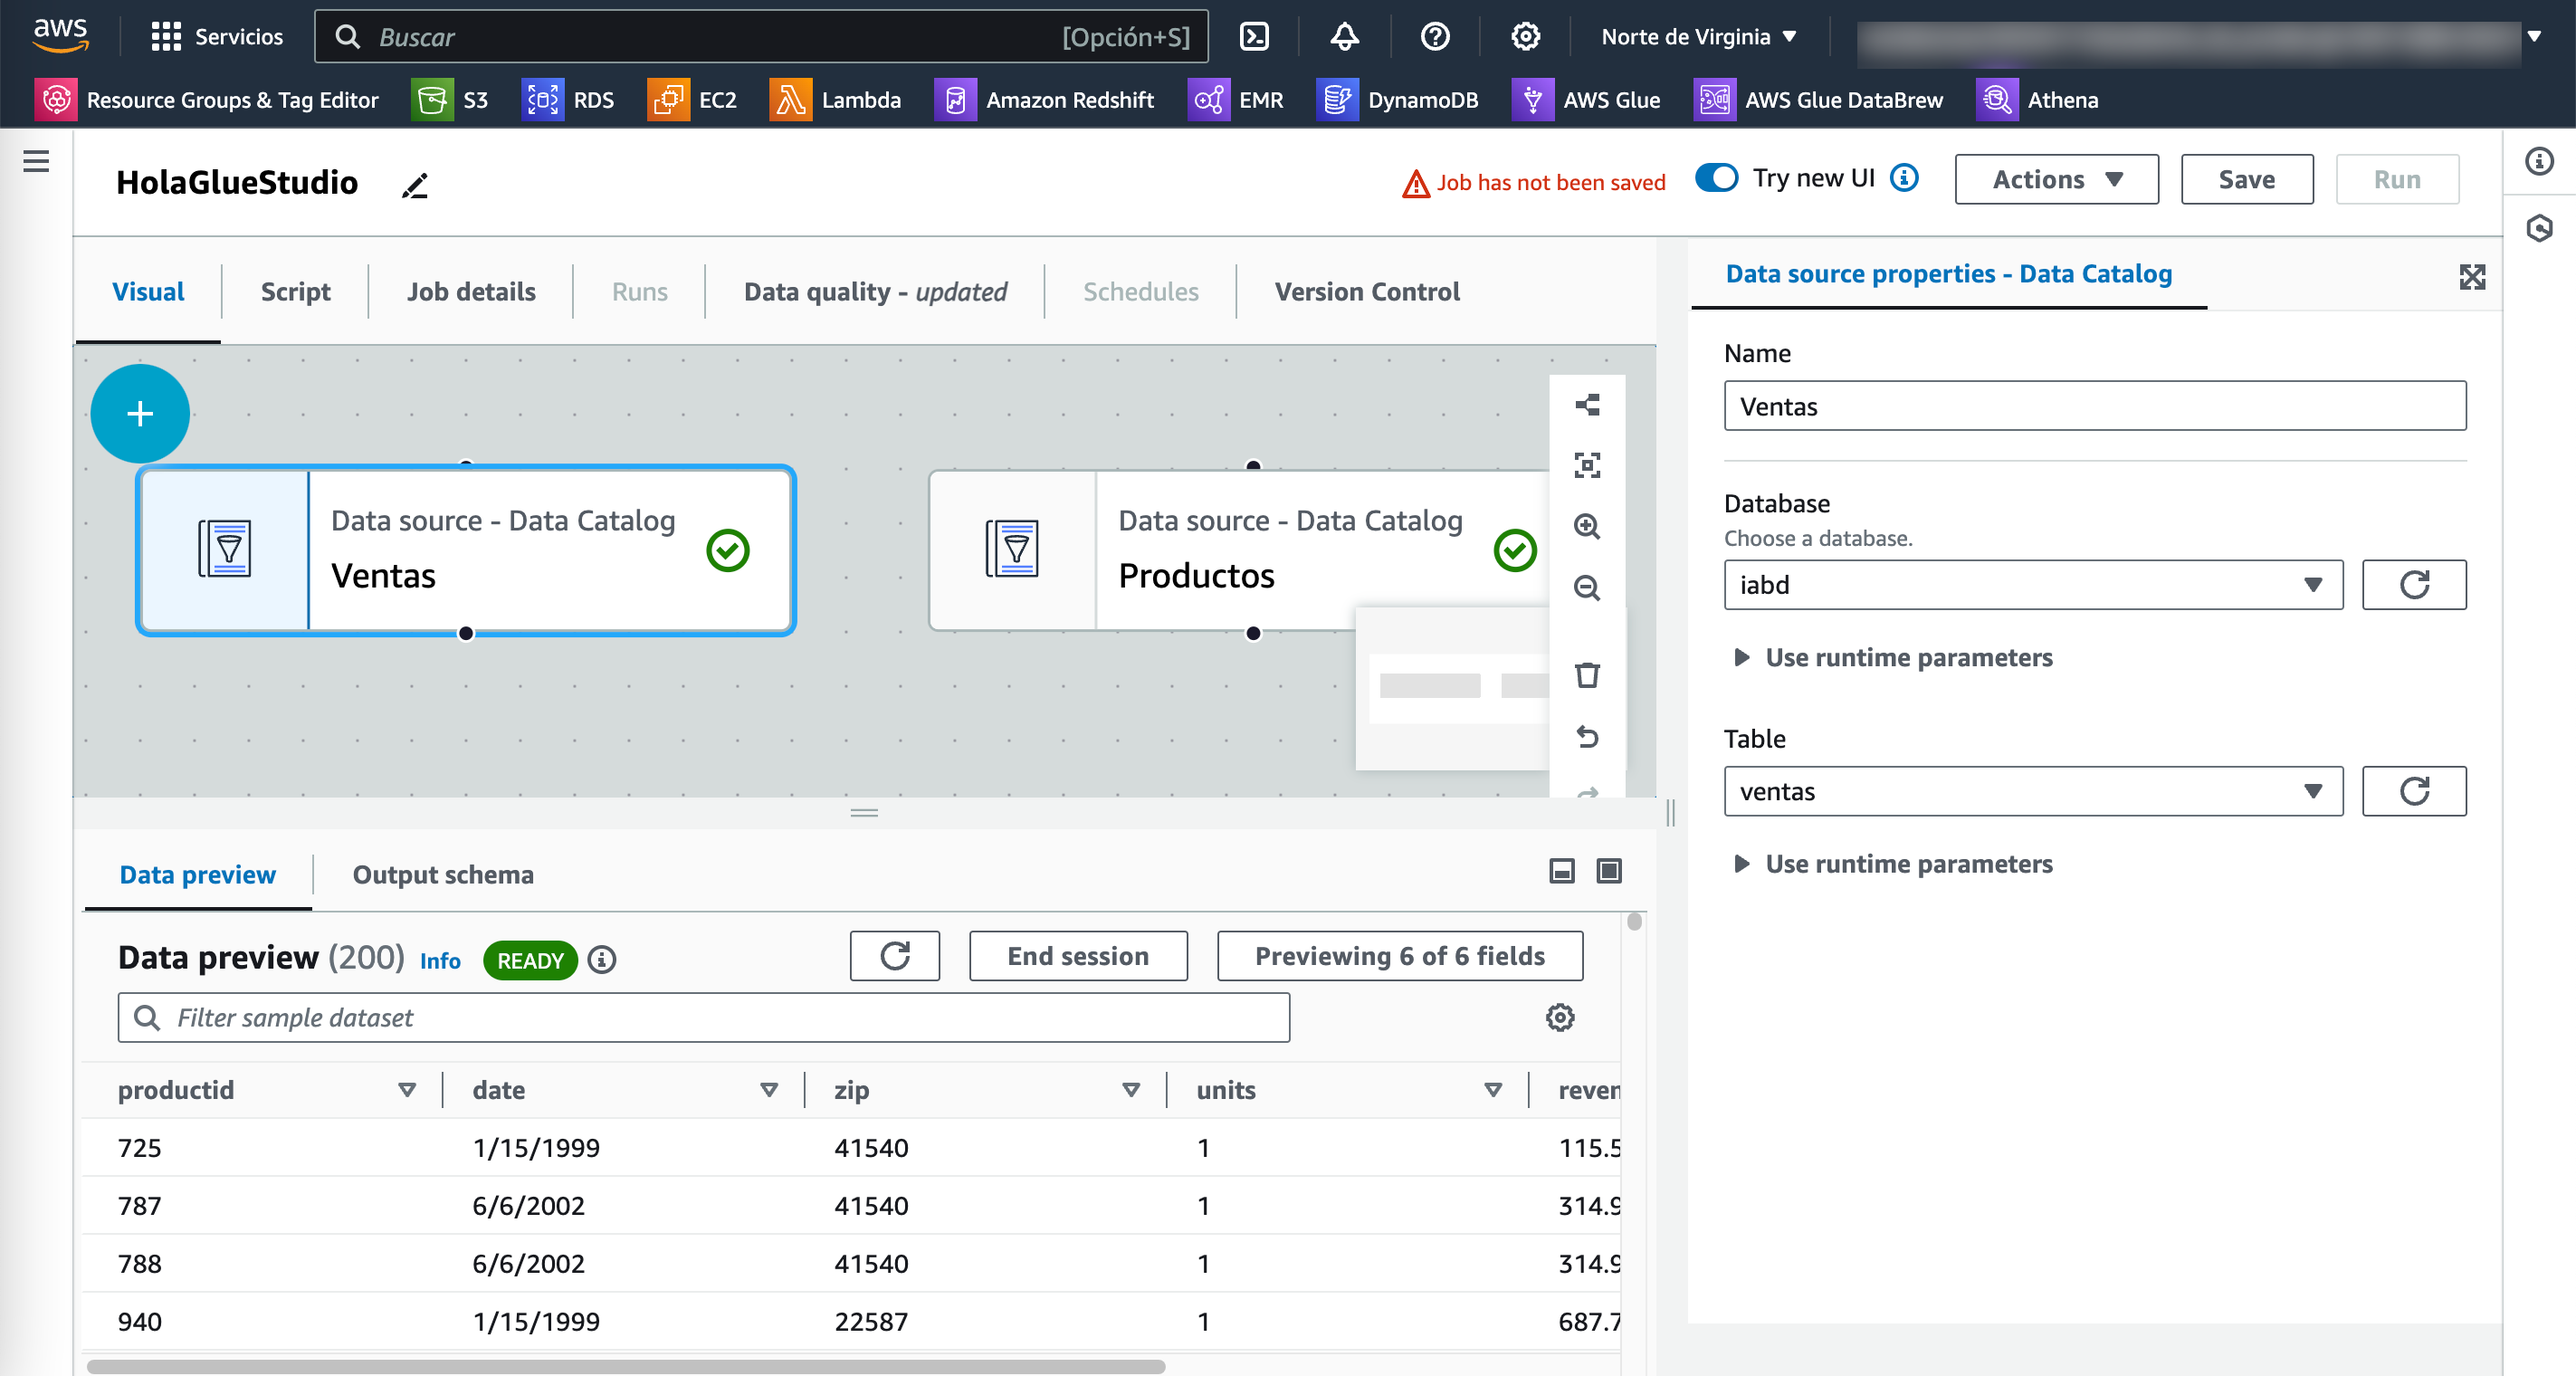 aws Servicios Buscar [Opción+S] Norte de Virginia
Resource Groups & Tag Editor S3 RDS EC2 Lambda Amazon Redshift EMR DynamoDB AWS Glue AWS Glue DataBrew Athena
HolaGlueStudio Job has not been saved Try new UI Actions Save Run
Visual Script Job details Runs Data quality - updated Schedules Version Control
Data source properties - Data Catalog
Name
Ventas
Database
Choose a database.
iabd
Use runtime parameters
Table
ventas
Use runtime parameters
Data source - Data Catalog
Ventas
Data source - Data Catalog
Productos
Data preview Output schema
Data preview (200) Info READY End session Previewing 6 of 6 fields
Filter sample dataset
productid date zip units reven
725 1/15/1999 41540 1 115.5
787 6/6/2002 41540 1 314.9
788 6/6/2002 41540 1 314.9
940 1/15/1999 22587 1 687.7